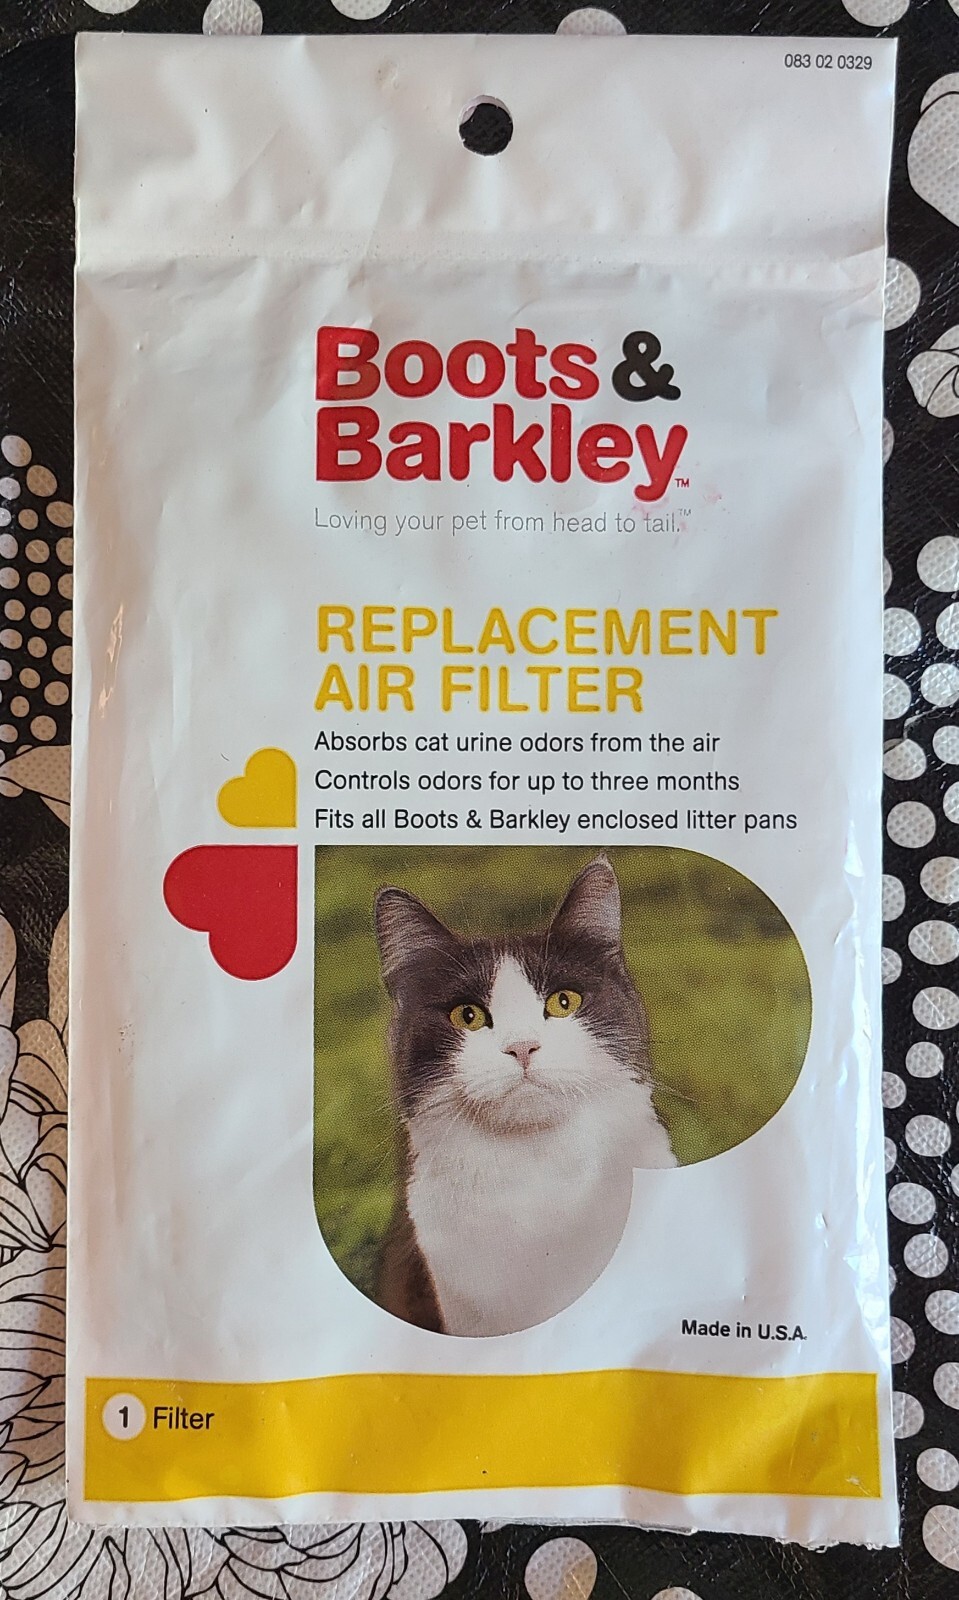 083 02 0329
Boots &
Barkley™
Loving your pet from head to tail.™
REPLACEMENT
AIR FILTER
Absorbs cat urine odors from the air
Controls odors for up to three months
Fits all Boots & Barkley enclosed litter pans
Made in U.S.A.
1 Filter